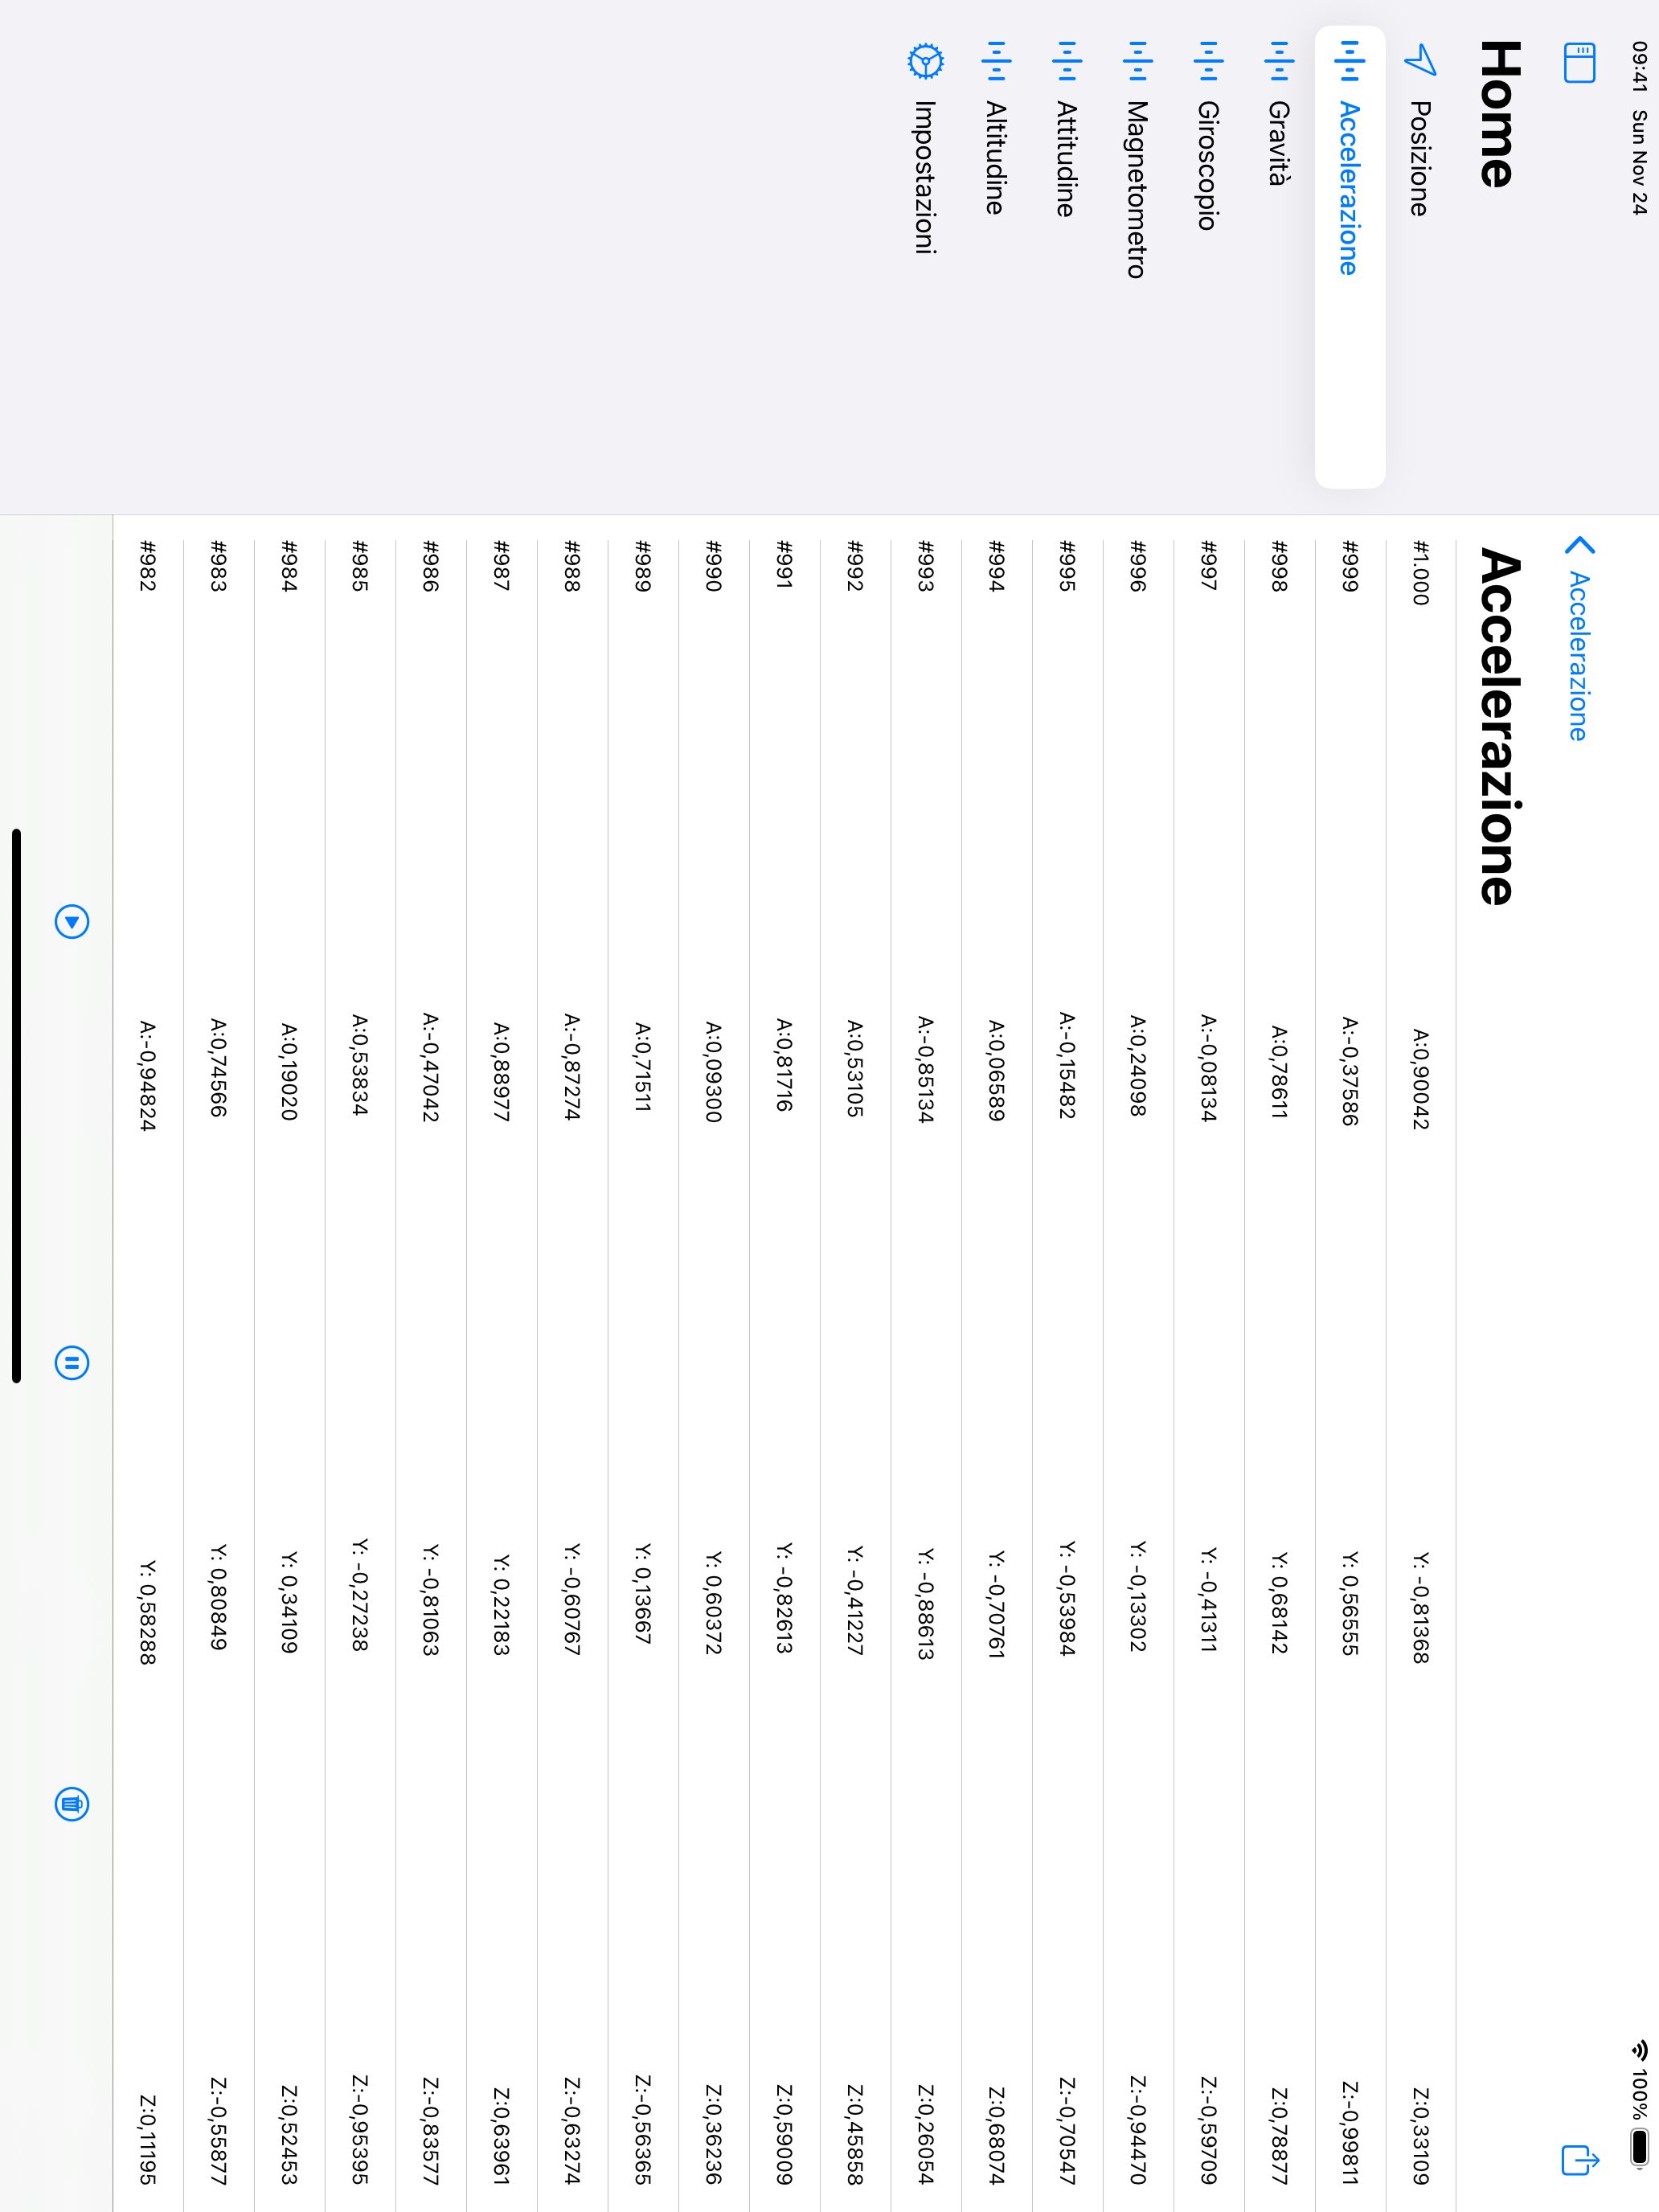 09:41 Sun Nov 24
100%
Home
Posizione
Accelerazione
Gravità
Giroscopio
Magnetometro
Attitudine
Altitudine
Impostazioni
Accelerazione
Accelerazione
#1.000 A:0,90042 Y: -0,81368 Z:0,33109
#999 A:-0,37586 Y: 0,56555 Z:-0,99811
#998 A:0,78611 Y: 0,68142 Z:0,78877
#997 A:-0,08134 Y: -0,41311 Z:-0,59709
#996 A:0,24098 Y: -0,13302 Z:-0,94470
#995 A:-0,15482 Y: -0,53984 Z:-0,70547
#994 A:0,06589 Y: -0,70761 Z:0,68074
#993 A:-0,85134 Y: -0,88613 Z:0,26054
#992 A:0,53105 Y: -0,41227 Z:0,45858
#991 A:0,81716 Y: -0,82613 Z:0,59009
#990 A:0,09300 Y: 0,60372 Z:0,36236
#989 A:0,71511 Y: 0,13667 Z:-0,56365
#988 A:-0,87274 Y: -0,60767 Z:-0,63274
#987 A:0,88977 Y: 0,22183 Z:0,63961
#986 A:-0,47042 Y: -0,81063 Z:-0,83577
#985 A:0,53834 Y: -0,27238 Z:-0,95395
#984 A:0,19020 Y: 0,34109 Z:0,52453
#983 A:0,74566 Y: 0,80849 Z:-0,55877
#982 A:-0,94824 Y: 0,58288 Z:0,11195